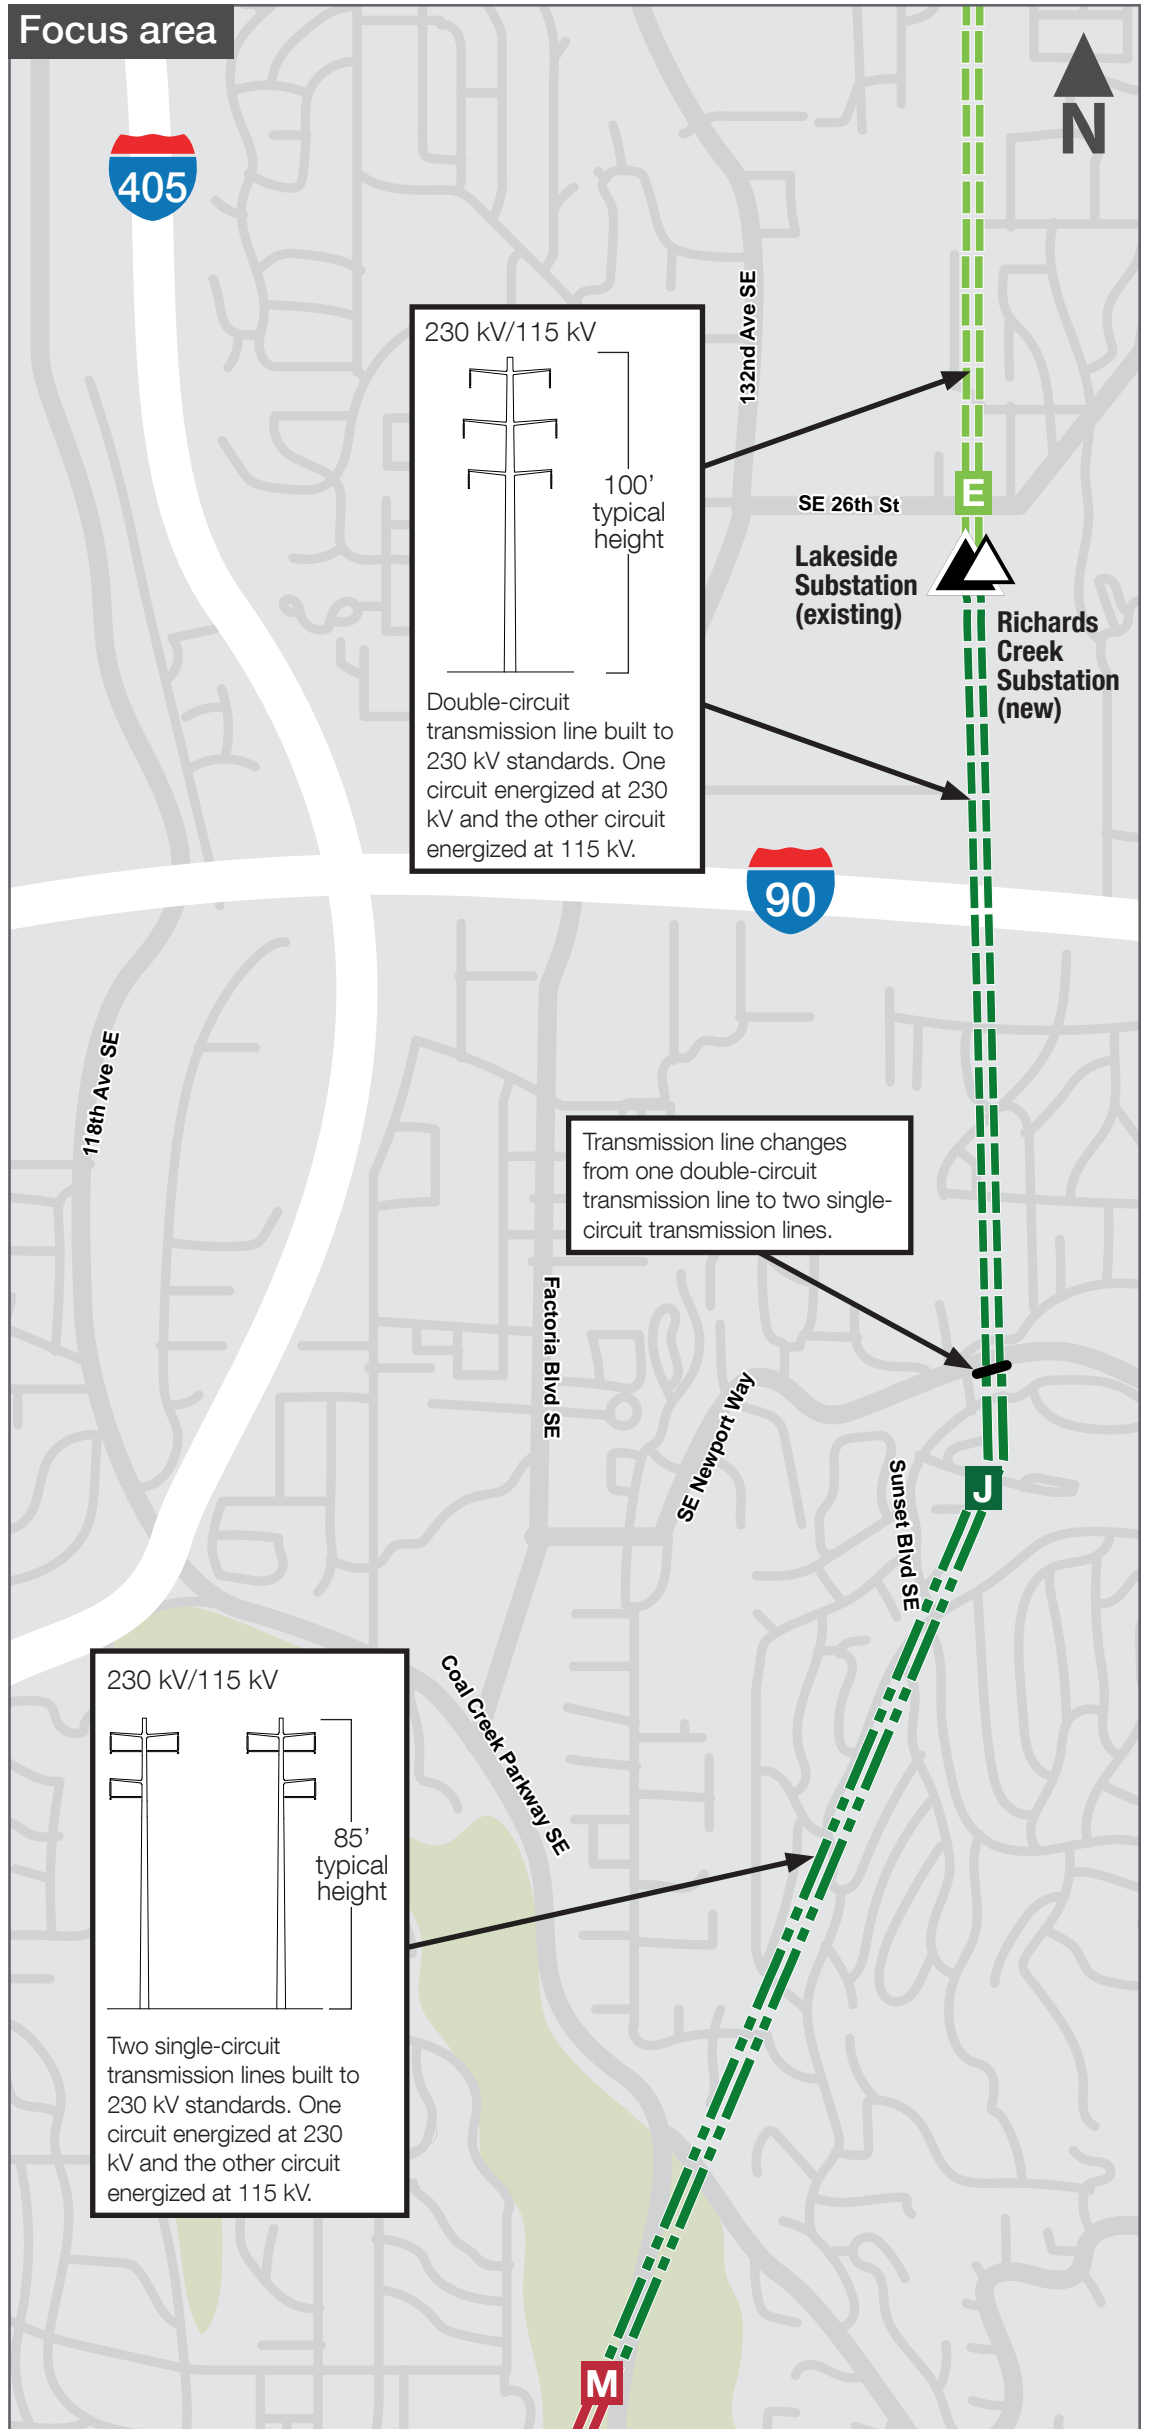 Focus area
N
405
132nd Ave SE
230 kV/115 kV
100’
typical
height
Double-circuit
transmission line built to
230 kV standards. One
circuit energized at 230
kV and the other circuit
energized at 115 kV.
E
SE 26th St
Lakeside
Substation
(existing)
Richards
Creek
Substation
(new)
90
118th Ave SE
Transmission line changes
from one double-circuit
transmission line to two single-
circuit transmission lines.
Factoria Blvd SE
SE Newport Way
Sunset Blvd SE
J
Coal Creek Parkway SE
230 kV/115 kV
85’
typical
height
Two single-circuit
transmission lines built to
230 kV standards. One
circuit energized at 230
kV and the other circuit
energized at 115 kV.
M